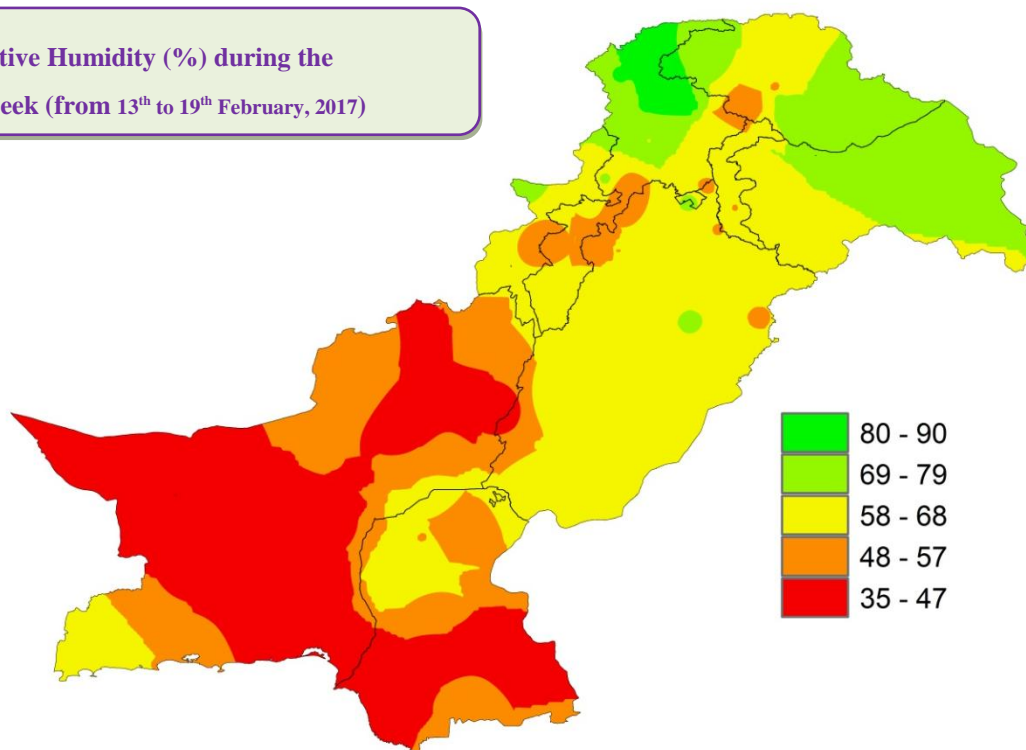 tive Humidity (%) during the
eek (from 13th to 19th February, 2017)
80 - 90
69 - 79
58 - 68
48 - 57
35 - 47